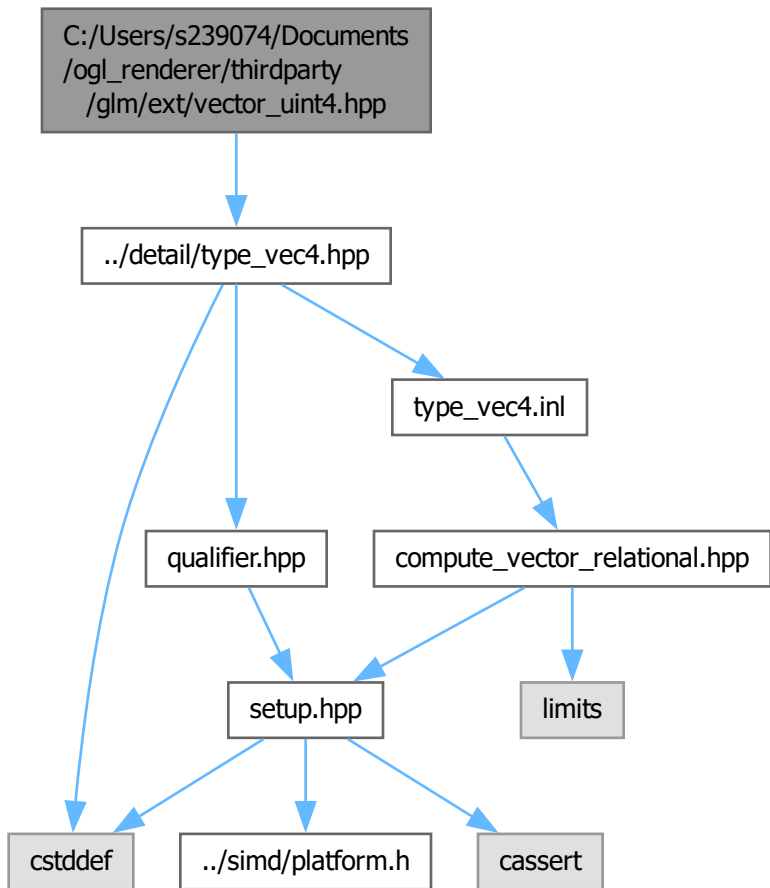 C:/Users/s239074/Documents
/ogl_renderer/thirdparty
/glm/ext/vector_uint4.hpp
../detail/type_vec4.hpp
type_vec4.inl
qualifier.hpp
compute_vector_relational.hpp
setup.hpp
limits
cstddef
../simd/platform.h
cassert